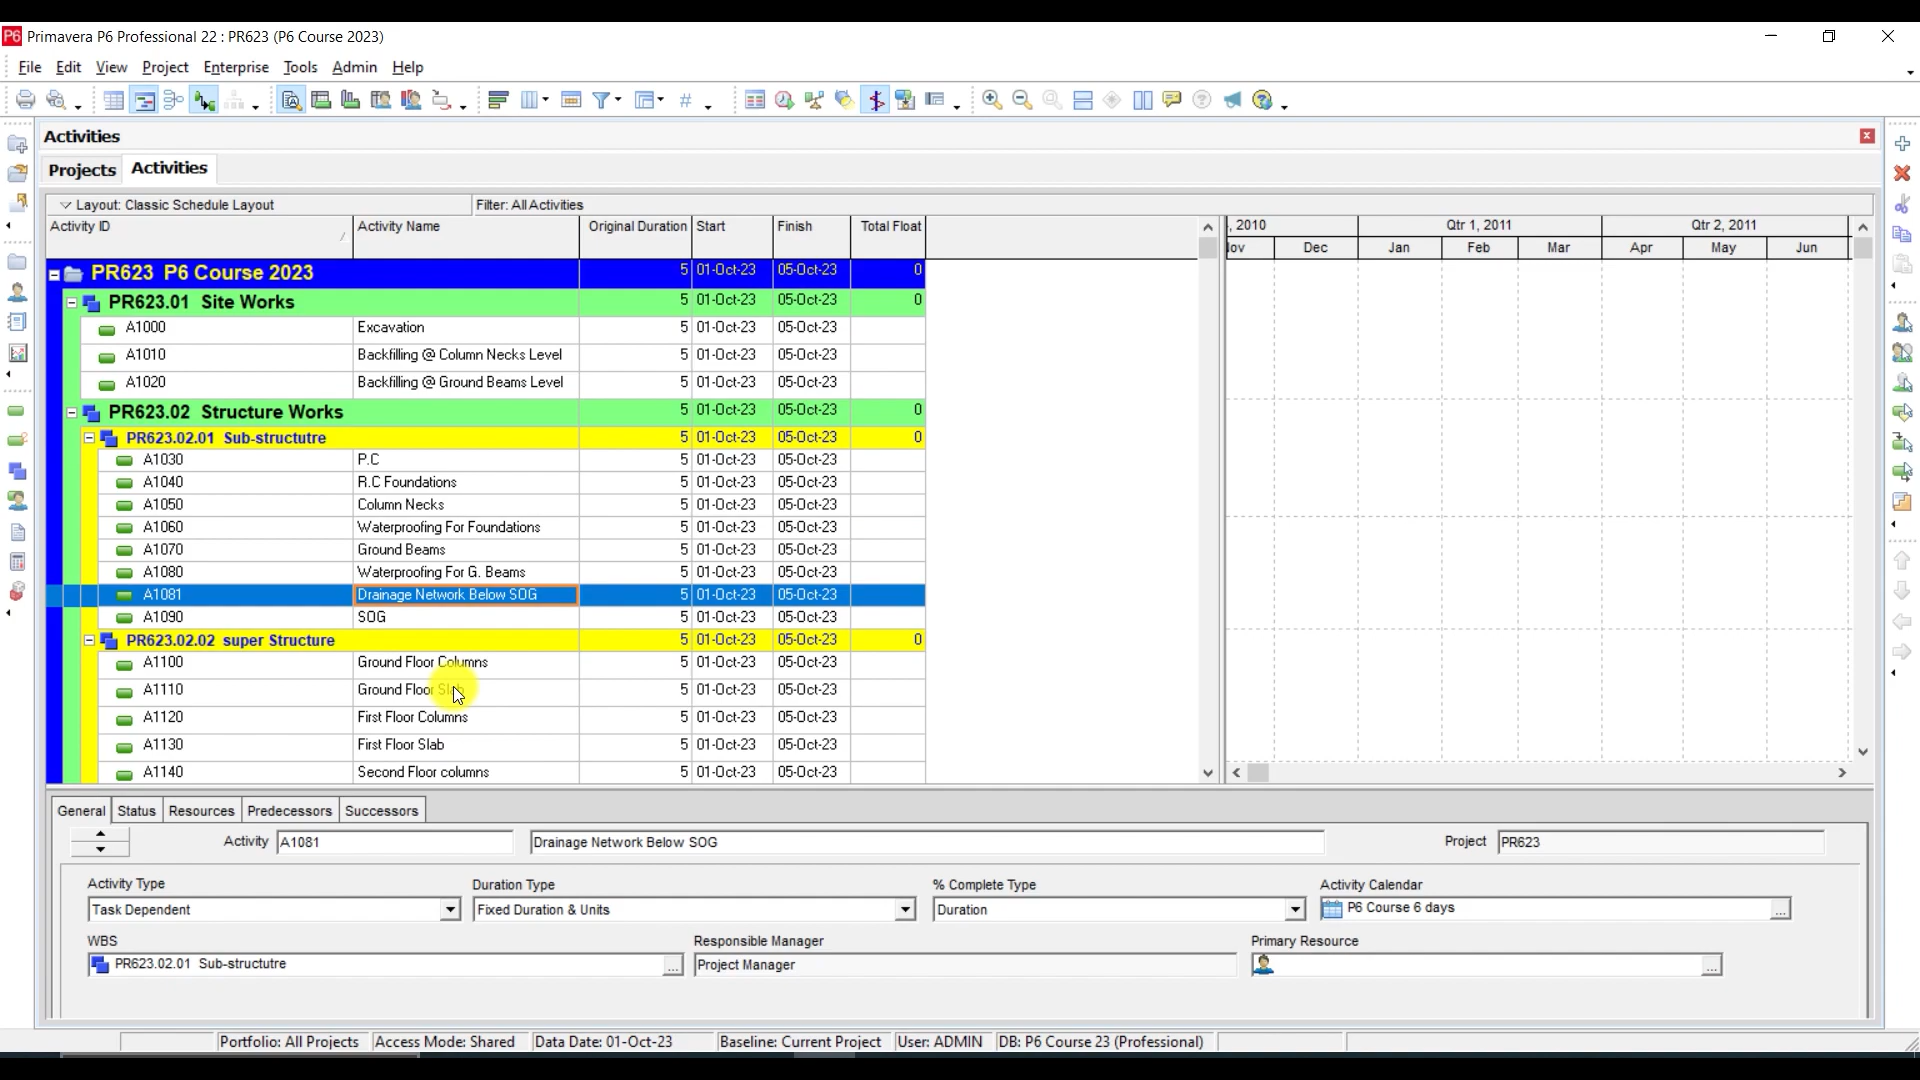 P6 Primavera P6 Professional 22 : PR623 (P6 Course 2023)
File Edit View Project Enterprise Tools Admin Help
Activities
Projects Activities
Layout: Classic Schedule Layout Filter: All Activities
Activity ID Activity Name Original Duration Start Finish Total Float
, 2010 Qtr 1, 2011 Qtr 2, 2011
Dec Jan Feb Mar Apr May Jun
PR623 P6 Course 2023 5 01-Oct-23 05-Oct-23 0
PR623.01 Site Works 5 01-Oct-23 05-Oct-23 0
A1000 Excavation 5 01-Oct-23 05-Oct-23
A1010 Backfilling @ Column Necks Level 5 01-Oct-23 05-Oct-23
A1020 Backfilling @ Ground Beams Level 5 01-Oct-23 05-Oct-23
PR623.02 Structure Works 5 01-Oct-23 05-Oct-23 0
PR623.02.01 Sub-structutre 5 01-Oct-23 05-Oct-23 0
A1030 P.C 5 01-Oct-23 05-Oct-23
A1040 R.C Foundations 5 01-Oct-23 05-Oct-23
A1050 Column Necks 5 01-Oct-23 05-Oct-23
A1060 Waterproofing For Foundations 5 01-Oct-23 05-Oct-23
A1070 Ground Beams 5 01-Oct-23 05-Oct-23
A1080 Waterproofing For G. Beams 5 01-Oct-23 05-Oct-23
A1081 Drainage Network Below SOG 5 01-Oct-23 05-Oct-23
A1090 SOG 5 01-Oct-23 05-Oct-23
PR623.02.02 super Structure 5 01-Oct-23 05-Oct-23 0
A1100 Ground Floor Columns 5 01-Oct-23 05-Oct-23
A1110 Ground Floor Slab 5 01-Oct-23 05-Oct-23
A1120 First Floor Columns 5 01-Oct-23 05-Oct-23
A1130 First Floor Slab 5 01-Oct-23 05-Oct-23
A1140 Second Floor columns 5 01-Oct-23 05-Oct-23
General Status Resources Predecessors Successors
Activity A1081 Drainage Network Below SOG Project PR623
Activity Type Duration Type % Complete Type Activity Calendar
Task Dependent Fixed Duration & Units Duration P6 Course 6 days
WBS Responsible Manager Primary Resource
PR623.02.01 Sub-structutre Project Manager
Portfolio: All Projects Access Mode: Shared Data Date: 01-Oct-23 Baseline: Current Project User: ADMIN DB: P6 Course 23 (Professional)